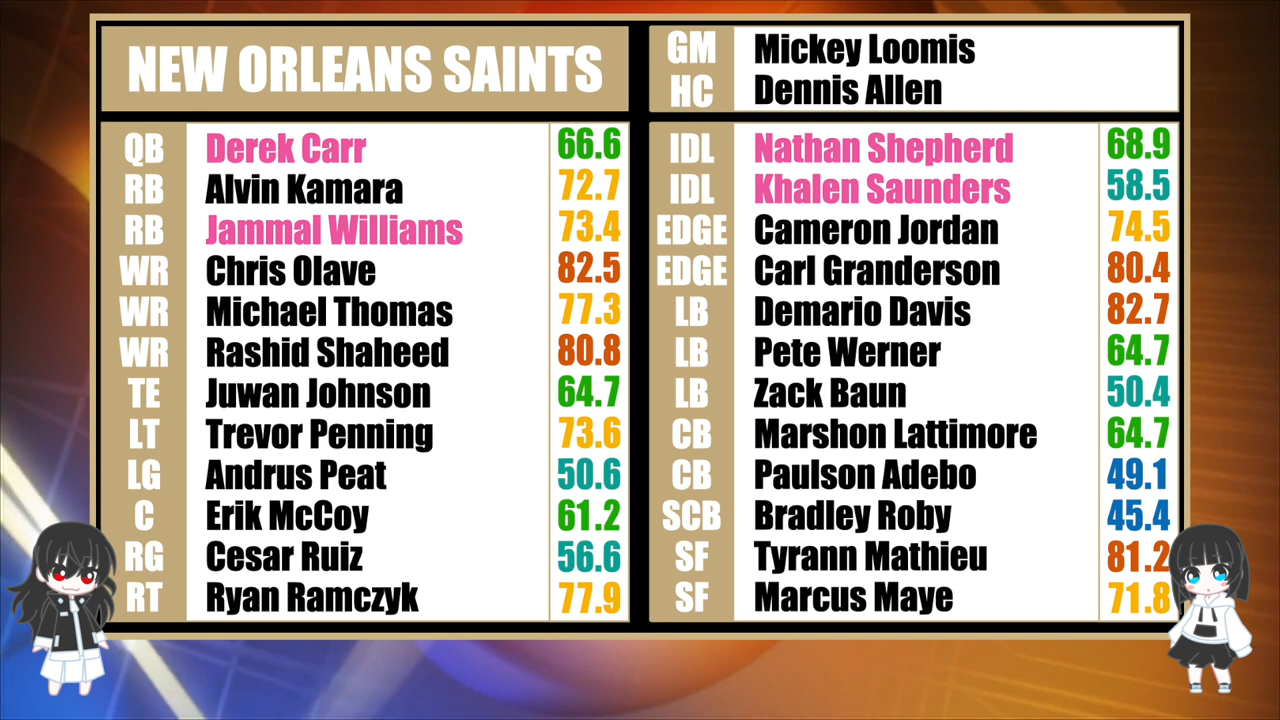 NEW ORLEANS SAINTS
GM Mickey Loomis
HC Dennis Allen
QB Derek Carr 66.6
RB Alvin Kamara 72.7
RB Jammal Williams 73.4
WR Chris Olave 82.5
WR Michael Thomas 77.3
WR Rashid Shaheed 80.8
TE Juwan Johnson 64.7
LT Trevor Penning 73.6
LG Andrus Peat 50.6
C Erik McCoy 61.2
RG Cesar Ruiz 56.6
RT Ryan Ramczyk 77.9
IDL Nathan Shepherd 68.9
IDL Khalen Saunders 58.5
EDGE Cameron Jordan 74.5
EDGE Carl Granderson 80.4
LB Demario Davis 82.7
LB Pete Werner 64.7
LB Zack Baun 50.4
CB Marshon Lattimore 64.7
CB Paulson Adebo 49.1
SCB Bradley Roby 45.4
SF Tyrann Mathieu 81.2
SF Marcus Maye 71.8